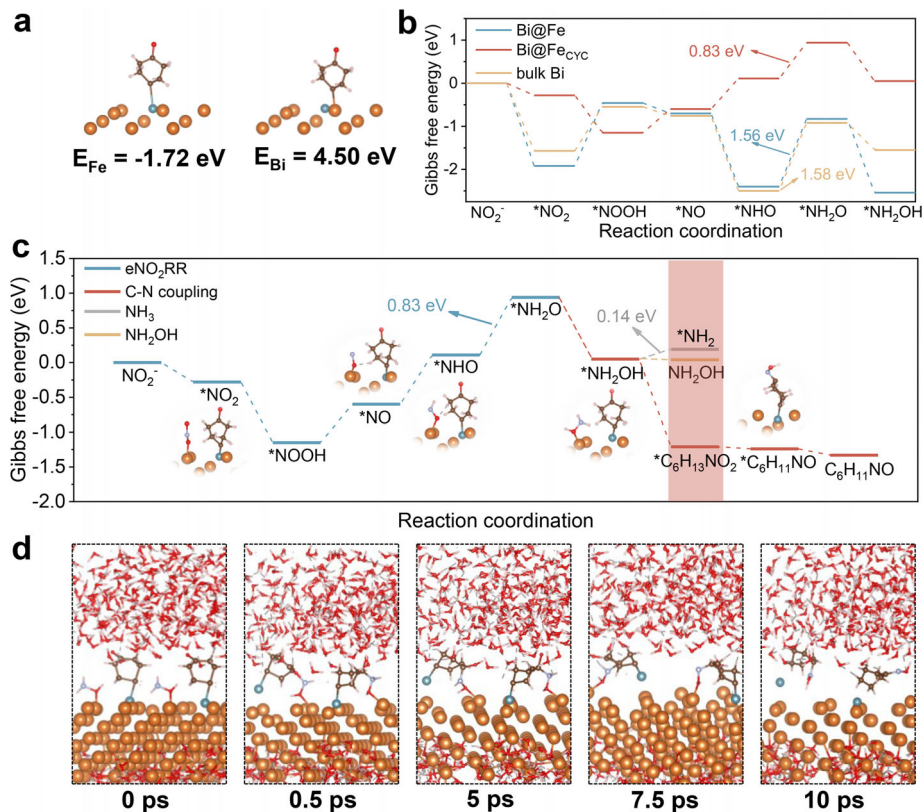 a
E_Fe = -1.72 eV
E_Bi = 4.50 eV
b
Bi@Fe
Bi@Fe_CYC
bulk Bi
0.83 eV
1.56 eV
1.58 eV
Gibbs free energy (eV)
1
0
-1
-2
NO₂⁻
*NO₂
*NOOH
*NO
*NHO
*NH₂O
*NH₂OH
Reaction coordination
c
eNO₂RR
C-N coupling
NH₃
NH₂OH
Gibbs free energy (eV)
1.5
1.0
0.5
0.0
-0.5
-1.0
-1.5
-2.0
NO₂⁻
*NO₂
*NOOH
*NO
*NHO
0.83 eV
*NH₂O
*NH₂OH
0.14 eV
*NH₂
NH₂OH
*C₆H₁₃NO₂
*C₆H₁₁NO
C₆H₁₁NO
Reaction coordination
d
0 ps
0.5 ps
5 ps
7.5 ps
10 ps